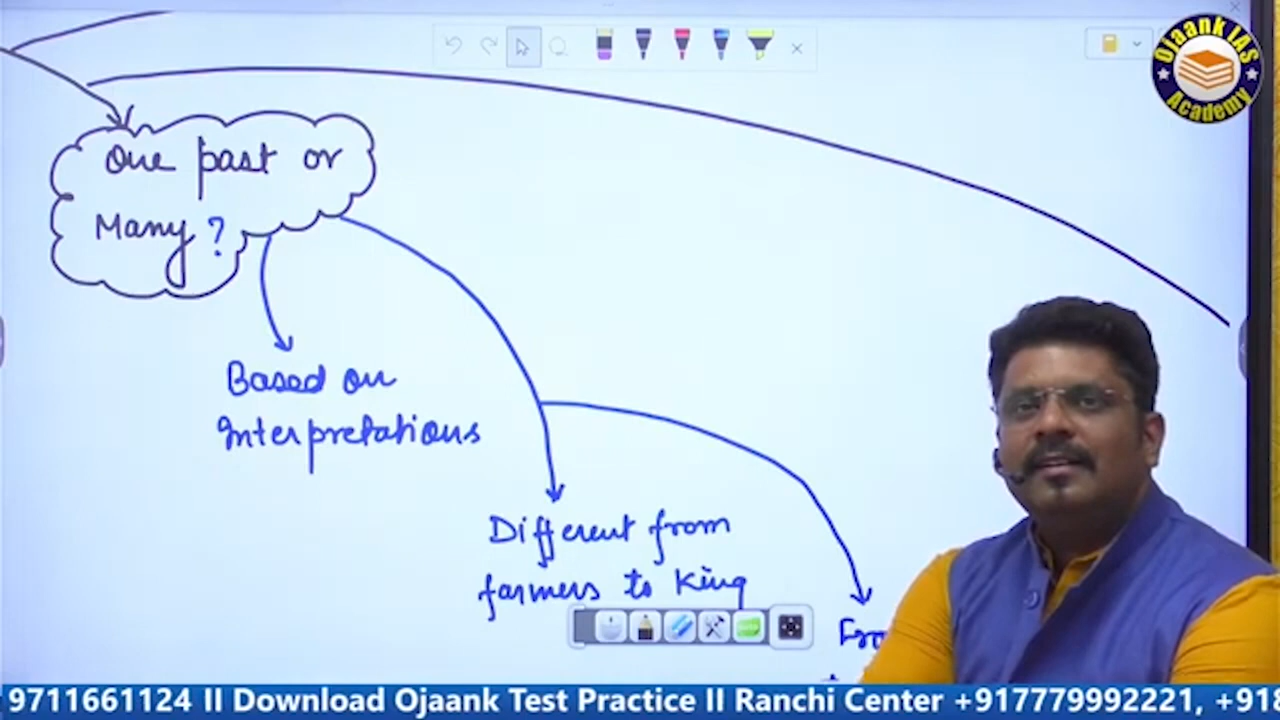 Ojaank IAS
Academy
One past or
Many ?
Based on
Interpretations
Different from
farmers to King
9711661124 II Download Ojaank Test Practice II Ranchi Center +917779992221, +918